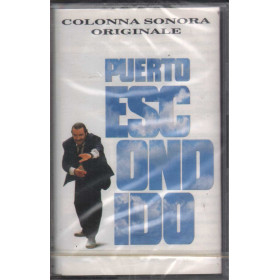 COLONNA SONORA
ORIGINALE
PUERTO
ESC
OND
IDO